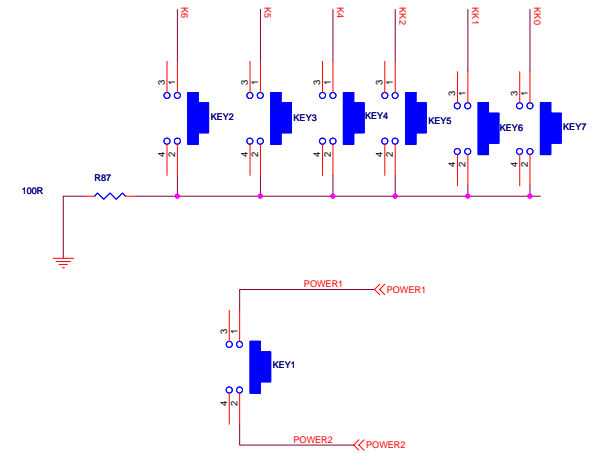 K6 K5 K4 KK2 KK1 KK0
3 1 3 1 3 1 3 1 3 1 3 1
KEY2 KEY3 KEY4 KEY5 KEY6 KEY7
4 2 4 2 4 2 4 2 4 2 4 2
100R R87
POWER1 POWER1
3 1
KEY1
4 2
POWER2 POWER2